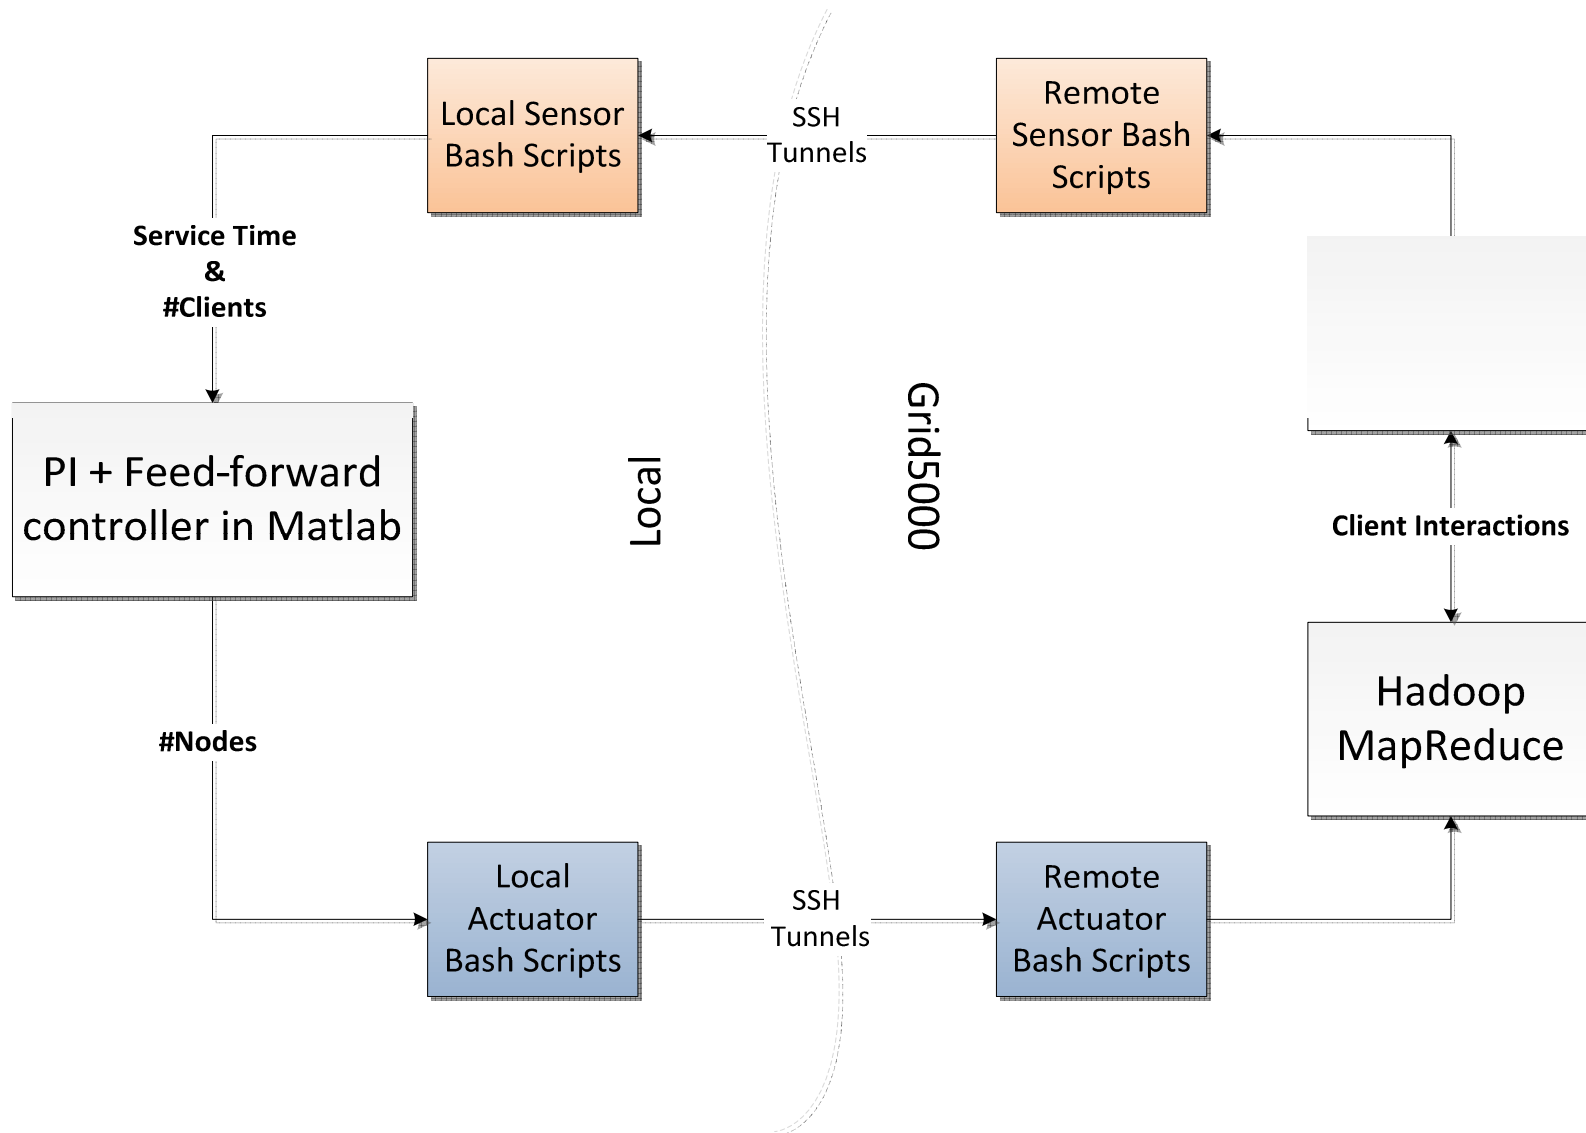 Local Sensor
Bash Scripts
SSH
Tunnels
Remote
Sensor Bash
Scripts
Service Time
&
#Clients
PI + Feed-forward
controller in Matlab
Local
Grid5000
Client Interactions
Hadoop
MapReduce
#Nodes
Local
Actuator
Bash Scripts
SSH
Tunnels
Remote
Actuator
Bash Scripts